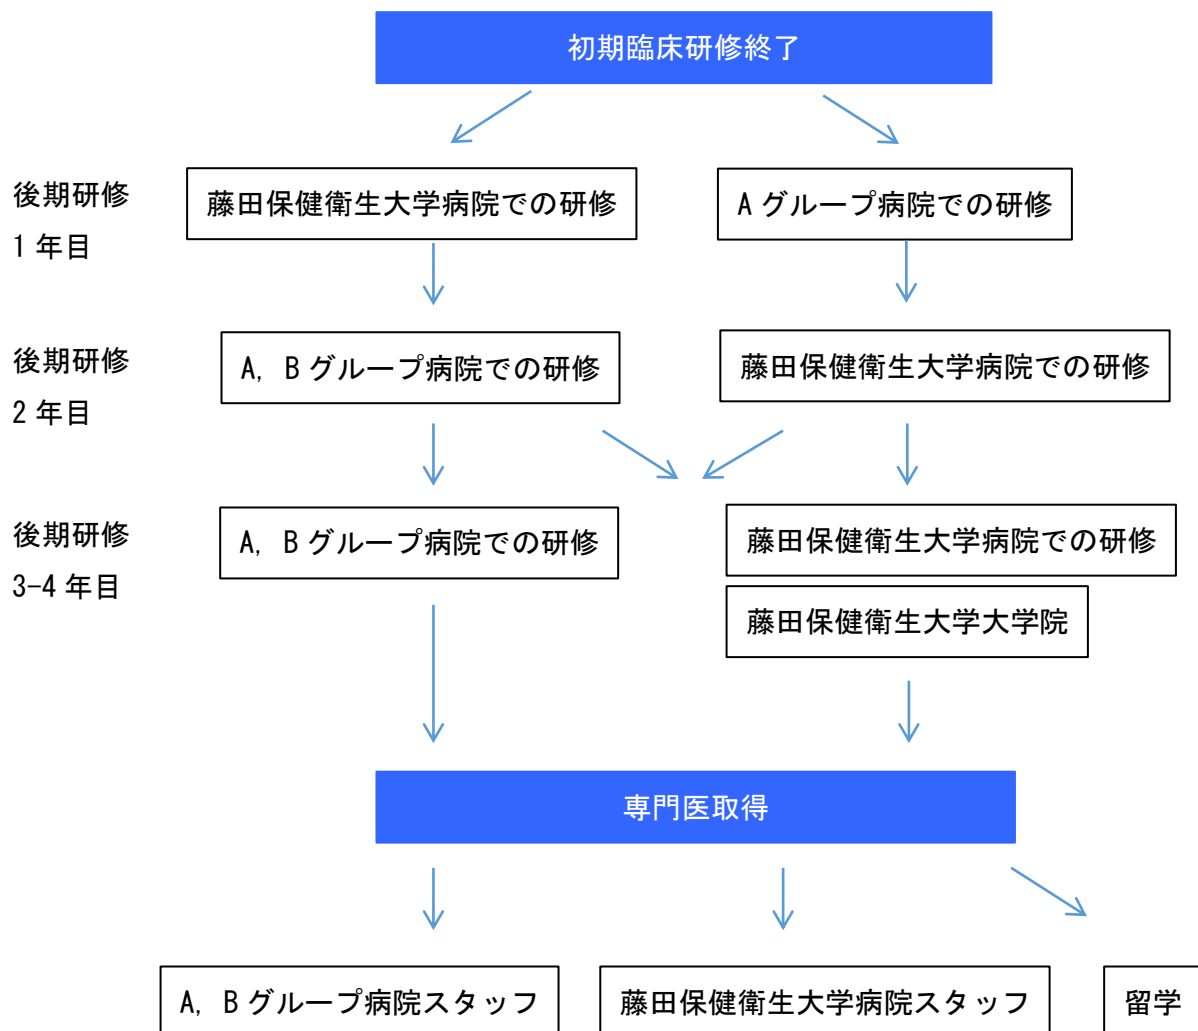 初期臨床研修終了
後期研修
1 年目
藤田保健衛生大学病院での研修
A グループ病院での研修
後期研修
2 年目
A, B グループ病院での研修
藤田保健衛生大学病院での研修
後期研修
3-4 年目
A, B グループ病院での研修
藤田保健衛生大学病院での研修
藤田保健衛生大学大学院
専門医取得
A, B グループ病院スタッフ
藤田保健衛生大学病院スタッフ
留学